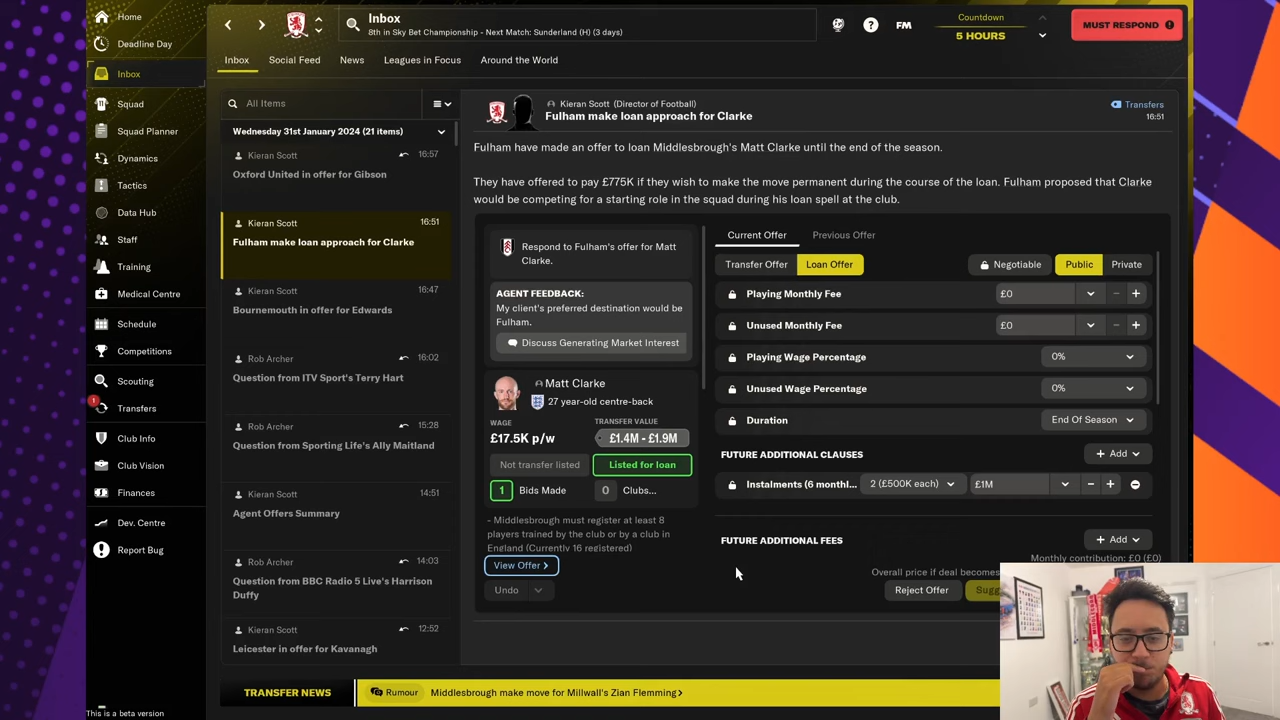 Home
Deadline Day
Inbox
Squad
Squad Planner
Dynamics
Tactics
Data Hub
Staff
Training
Medical Centre
Schedule
Competitions
Scouting
1
Transfers
Club Info
Club Vision
Finances
Dev. Centre
Report Bug
This is a beta version
Inbox
8th in Sky Bet Championship - Next Match: Sunderland (H) (3 days)
?
FM
Countdown
5 HOURS
MUST RESPOND
Inbox
Social Feed
News
Leagues in Focus
Around the World
All Items
Wednesday 31st January 2024 (21 items)
Kieran Scott 16:57
Oxford United in offer for Gibson
Kieran Scott 16:51
Fulham make loan approach for Clarke
Kieran Scott 16:47
Bournemouth in offer for Edwards
Rob Archer 16:02
Question from ITV Sport's Terry Hart
Rob Archer 15:28
Question from Sporting Life's Ally Maitland
Kieran Scott 14:51
Agent Offers Summary
Rob Archer 14:03
Question from BBC Radio 5 Live's Harrison
Duffy
Kieran Scott 12:52
Leicester in offer for Kavanagh
Kieran Scott (Director of Football)
Fulham make loan approach for Clarke
Transfers
16:51
Fulham have made an offer to loan Middlesbrough's Matt Clarke until the end of the season.
They have offered to pay £775K if they wish to make the move permanent during the course of the loan. Fulham proposed that Clarke
would be competing for a starting role in the squad during his loan spell at the club.
Respond to Fulham's offer for Matt
Clarke.
AGENT FEEDBACK:
My client's preferred destination would be
Fulham.
Discuss Generating Market Interest
Matt Clarke
27 year-old centre-back
WAGE TRANSFER VALUE
£17.5K p/w £1.4M - £1.9M
Not transfer listed Listed for loan
1 Bids Made 0 Clubs...
- Middlesbrough must register at least 8
players trained by the club or by a club in
England (Currently 16 registered)
View Offer
Undo
Current Offer Previous Offer
Transfer Offer Loan Offer Negotiable Public Private
Playing Monthly Fee £0
Unused Monthly Fee £0
Playing Wage Percentage 0%
Unused Wage Percentage 0%
Duration End Of Season
FUTURE ADDITIONAL CLAUSES + Add
Instalments (6 monthl... 2 (£500K each) £1M
FUTURE ADDITIONAL FEES + Add
Monthly contribution: £0 (£0)
Overall price if deal becomes
Reject Offer Sugg
TRANSFER NEWS
Rumour Middlesbrough make move for Millwall's Zian Flemming